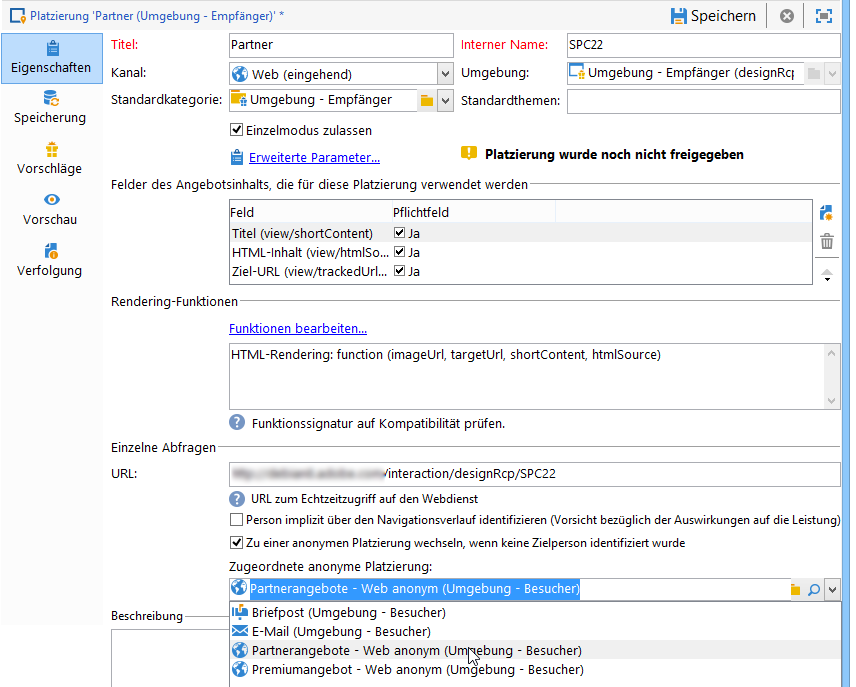 Platzierung 'Partner (Umgebung - Empfänger)' *
Speichern
Eigenschaften
Speicherung
Vorschläge
Vorschau
Verfolgung
Titel: Partner Interner Name: SPC22
Kanal: Web (eingehend) Umgebung: Umgebung - Empfänger (designRcp
Standardkategorie: Umgebung - Empfänger Standardthemen:
Einzelmodus zulassen
Erweiterte Parameter... Platzierung wurde noch nicht freigegeben
Felder des Angebotsinhalts, die für diese Platzierung verwendet werden
Feld Pflichtfeld
Titel (view/shortContent) Ja
HTML-Inhalt (view/htmlSo... Ja
Ziel-URL (view/trackedUrl... Ja
Rendering-Funktionen
Funktionen bearbeiten...
HTML-Rendering: function (imageUrl, targetUrl, shortContent, htmlSource)
Funktionssignatur auf Kompatibilität prüfen.
Einzelne Abfragen
URL: /interaction/designRcp/SPC22
URL zum Echtzeitzugriff auf den Webdienst
Person implizit über den Navigationsverlauf identifizieren (Vorsicht bezüglich der Auswirkungen auf die Leistung)
Zu einer anonymen Platzierung wechseln, wenn keine Zielperson identifiziert wurde
Zugeordnete anonyme Platzierung:
Partnerangebote - Web anonym (Umgebung - Besucher)
Briefpost (Umgebung - Besucher)
E-Mail (Umgebung - Besucher)
Partnerangebote - Web anonym (Umgebung - Besucher)
Premiumangebot - Web anonym (Umgebung - Besucher)
Beschreibung